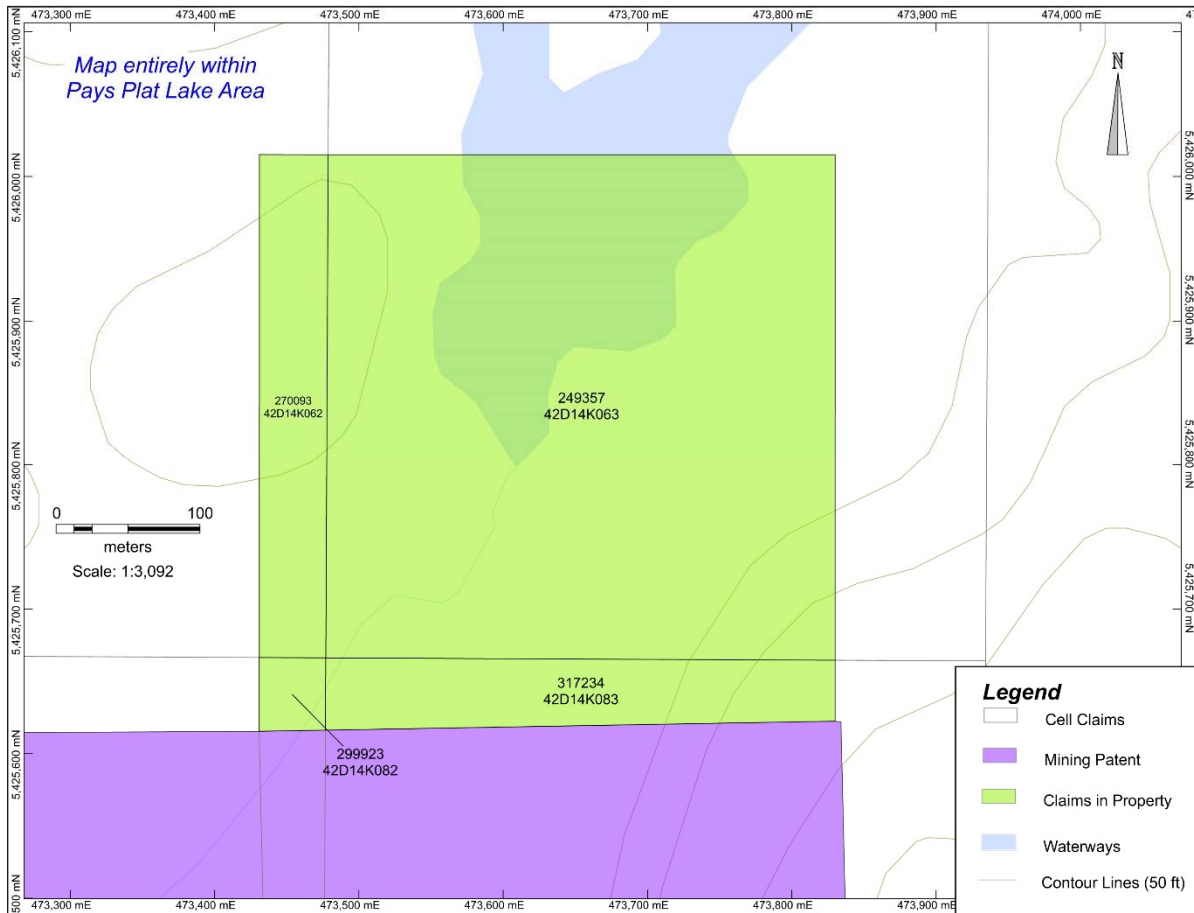 473,300 mE 473,400 mE 473,500 mE 473,600 mE 473,700 mE 473,800 mE 473,900 mE 474,000 mE 47
5,426,100 mN
Map entirely within
Pays Plat Lake Area
N
5,426,000 mN
5,426,000 mN
5,425,900 mN
5,425,900 mN
270093
42D14K062
249357
42D14K063
5,425,800 mN
5,425,800 mN
0 100
meters
Scale: 1:3,092
5,425,700 mN
5,425,700 mN
317234
42D14K083
299923
42D14K082
5,425,600 mN
500 mN
Legend
Cell Claims
Mining Patent
Claims in Property
Waterways
Contour Lines (50 ft)
473,300 mE 473,400 mE 473,500 mE 473,600 mE 473,700 mE 473,800 mE 473,900 mE